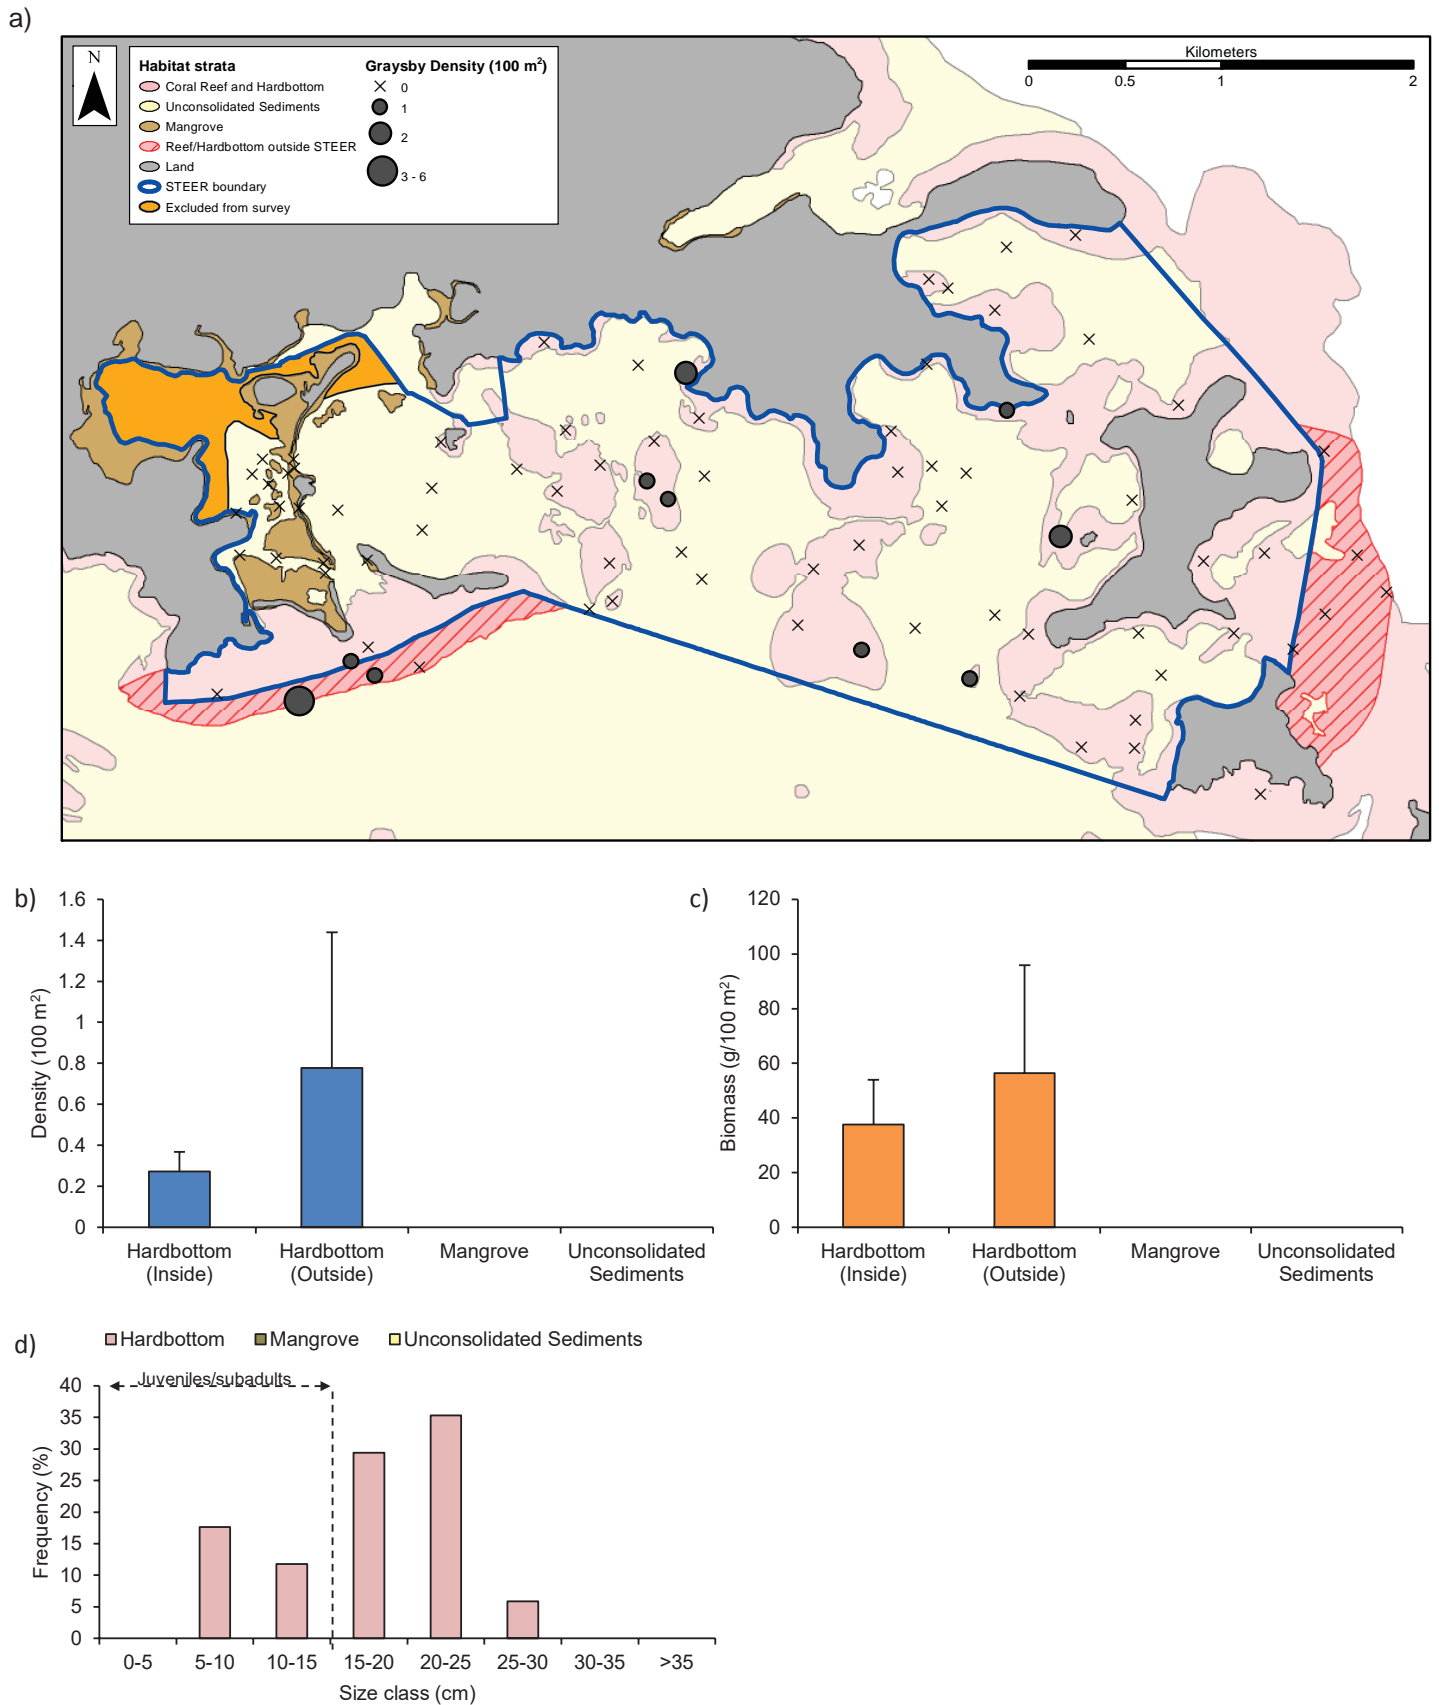 a)
N
Habitat strata
Coral Reef and Hardbottom
Unconsolidated Sediments
Mangrove
Reef/Hardbottom outside STEER
Land
STEER boundary
Excluded from survey
Graysby Density (100 m²)
0
1
2
3 - 6
Kilometers
0 0.5 1 2
b)
1.6
1.4
1.2
1
0.8
0.6
0.4
0.2
0
Density (100 m²)
Hardbottom (Inside)
Hardbottom (Outside)
Mangrove
Unconsolidated Sediments
c)
120
100
80
60
40
20
0
Biomass (g/100 m²)
Hardbottom (Inside)
Hardbottom (Outside)
Mangrove
Unconsolidated Sediments
d)
Hardbottom Mangrove Unconsolidated Sediments
Juveniles/subadults
40
35
30
25
20
15
10
5
0
Frequency (%)
0-5 5-10 10-15 15-20 20-25 25-30 30-35 >35
Size class (cm)